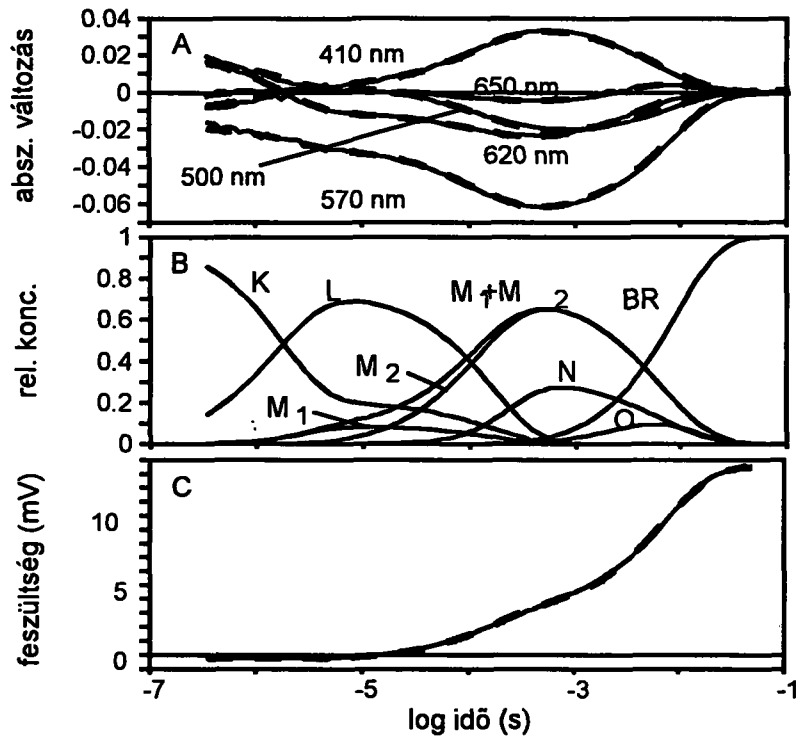 absz. változás
0.04
0.02
0
-0.02
-0.04
-0.06
A
410 nm
650 nm
500 nm
620 nm
570 nm
rel. konc.
1
0.8
0.6
0.4
0.2
0
B
K
L
M1+M2
BR
M2
N
M1
O
feszültség (mV)
10
5
0
C
-7
-5
-3
-1
log idõ (s)